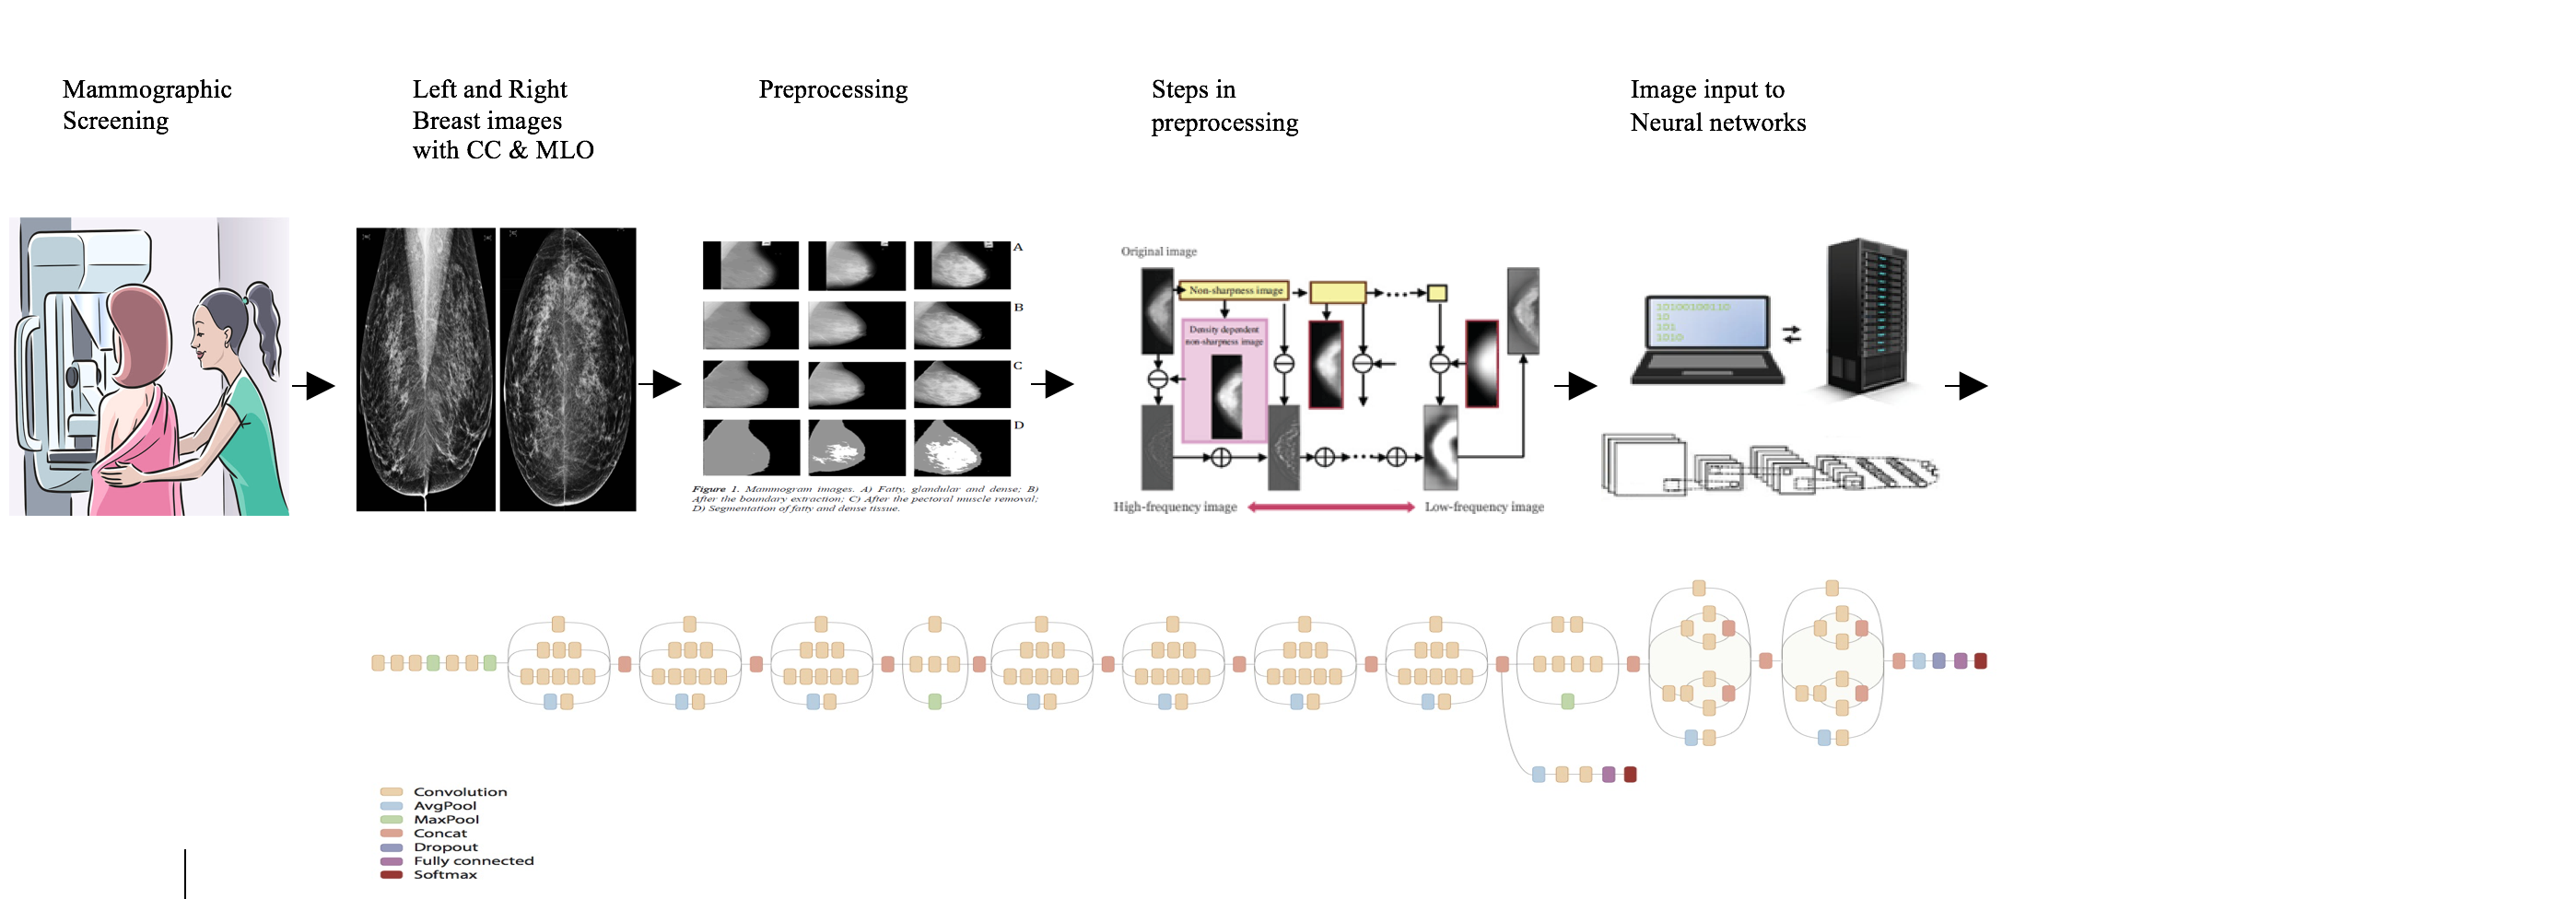 Mammographic
Screening
Left and Right
Breast images
with CC & MLO
Preprocessing
Steps in
preprocessing
Image input to
Neural networks
A
B
C
D
Figure 1. Mammogram images. A) Fatty, glandular and dense; B)
After the boundary extraction; C) After the pectoral muscle removal;
D) Segmentation of fatty and dense tissue.
Original image
Non-sharpness image
Density dependent
non-sharpness image
High-frequency image
Low-frequency image
10100100110
10
101
1010
Convolution
AvgPool
MaxPool
Concat
Dropout
Fully connected
Softmax